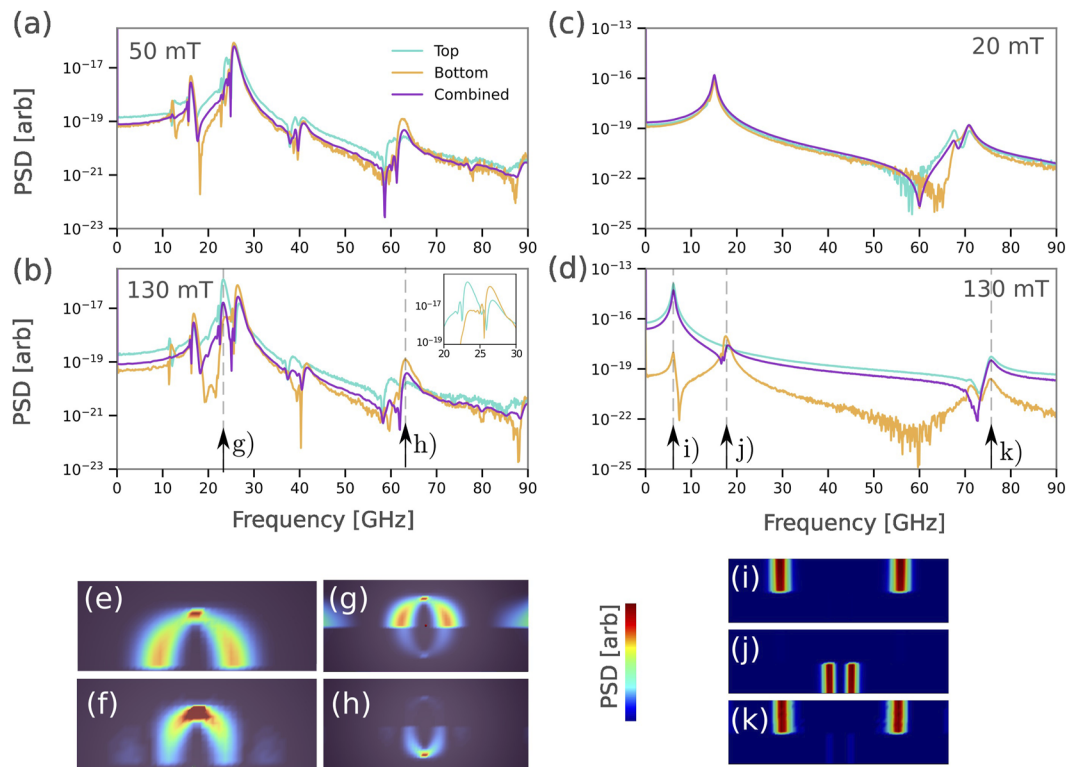 (a)
50 mT
Top
Bottom
Combined
PSD [arb]
10⁻¹⁷
10⁻¹⁹
10⁻²¹
10⁻²³
0 10 20 30 40 50 60 70 80 90
(c)
20 mT
PSD [arb]
10⁻¹³
10⁻¹⁶
10⁻¹⁹
10⁻²²
10⁻²⁵
0 10 20 30 40 50 60 70 80 90
(b)
130 mT
PSD [arb]
10⁻¹⁷
10⁻¹⁹
10⁻²¹
10⁻²³
10⁻¹⁷
10⁻¹⁹
20 25 30
g)
h)
0 10 20 30 40 50 60 70 80 90
Frequency [GHz]
(d)
130 mT
PSD [arb]
10⁻¹³
10⁻¹⁶
10⁻¹⁹
10⁻²²
10⁻²⁵
i)
j)
k)
0 10 20 30 40 50 60 70 80 90
Frequency [GHz]
(e)
(g)
(f)
(h)
PSD [arb]
(i)
(j)
(k)